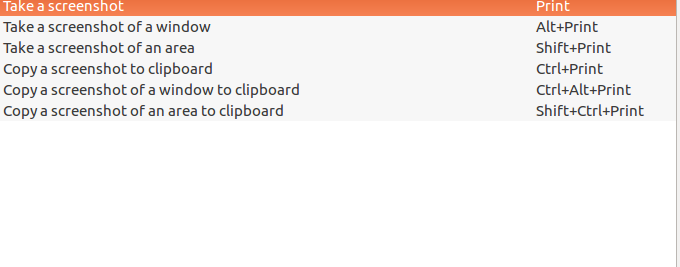 Take a screenshot Print
Take a screenshot of a window Alt+Print
Take a screenshot of an area Shift+Print
Copy a screenshot to clipboard Ctrl+Print
Copy a screenshot of a window to clipboard Ctrl+Alt+Print
Copy a screenshot of an area to clipboard Shift+Ctrl+Print